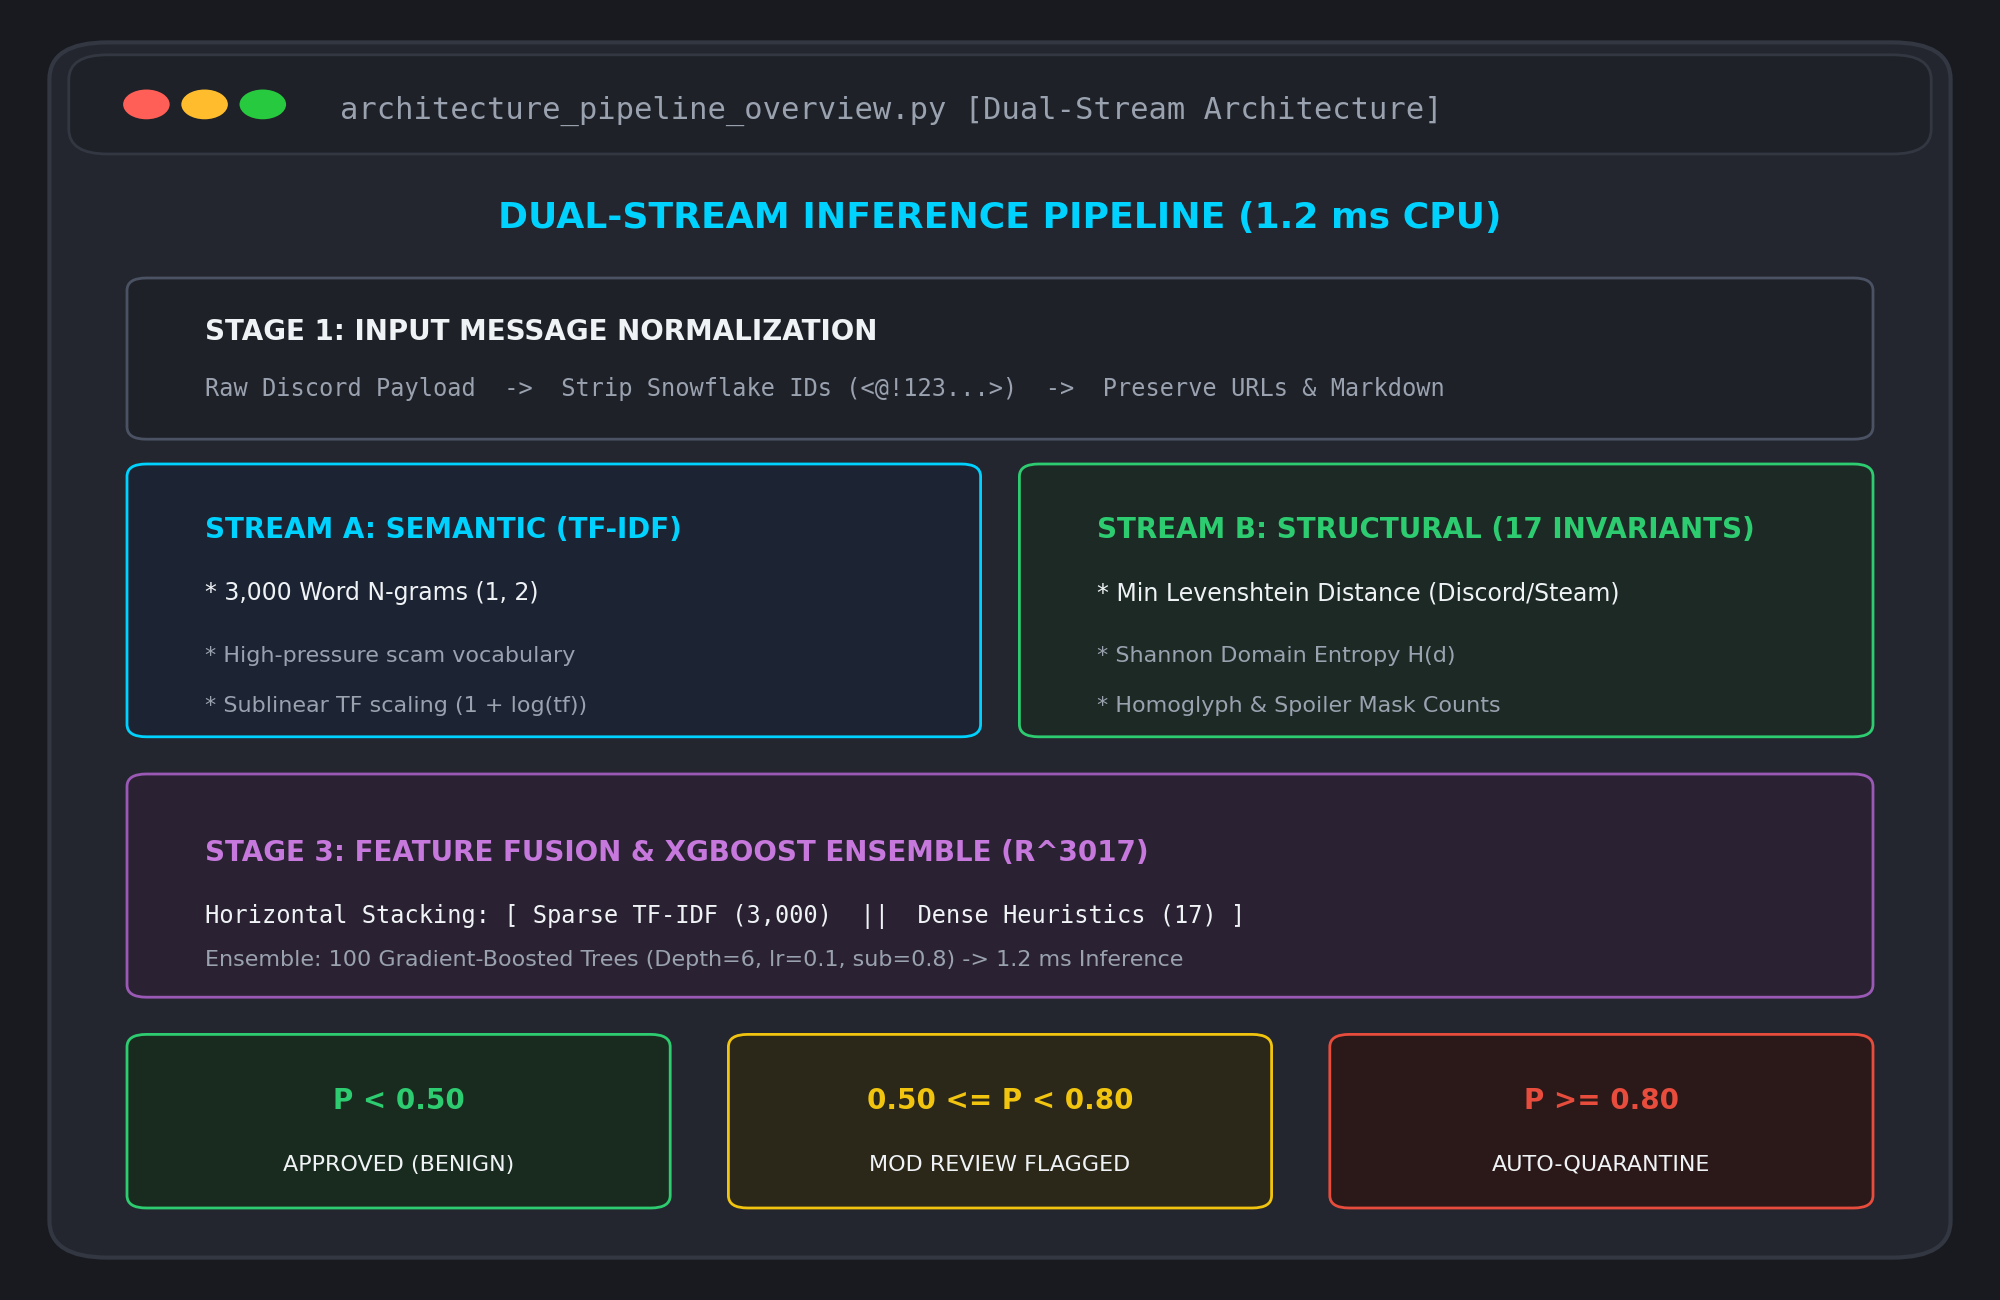 architecture_pipeline_overview.py [Dual-Stream Architecture]
DUAL-STREAM INFERENCE PIPELINE (1.2 ms CPU)
STAGE 1: INPUT MESSAGE NORMALIZATION
Raw Discord Payload  ->  Strip Snowflake IDs (<@!123...>)  ->  Preserve URLs & Markdown
STREAM A: SEMANTIC (TF-IDF)
* 3,000 Word N-grams (1, 2)
* High-pressure scam vocabulary
* Sublinear TF scaling (1 + log(tf))
STREAM B: STRUCTURAL (17 INVARIANTS)
* Min Levenshtein Distance (Discord/Steam)
* Shannon Domain Entropy H(d)
* Homoglyph & Spoiler Mask Counts
STAGE 3: FEATURE FUSION & XGBOOST ENSEMBLE (R^3017)
Horizontal Stacking: [ Sparse TF-IDF (3,000)  ||  Dense Heuristics (17) ]
Ensemble: 100 Gradient-Boosted Trees (Depth=6, lr=0.1, sub=0.8) -> 1.2 ms Inference
P < 0.50
APPROVED (BENIGN)
0.50 <= P < 0.80
MOD REVIEW FLAGGED
P >= 0.80
AUTO-QUARANTINE